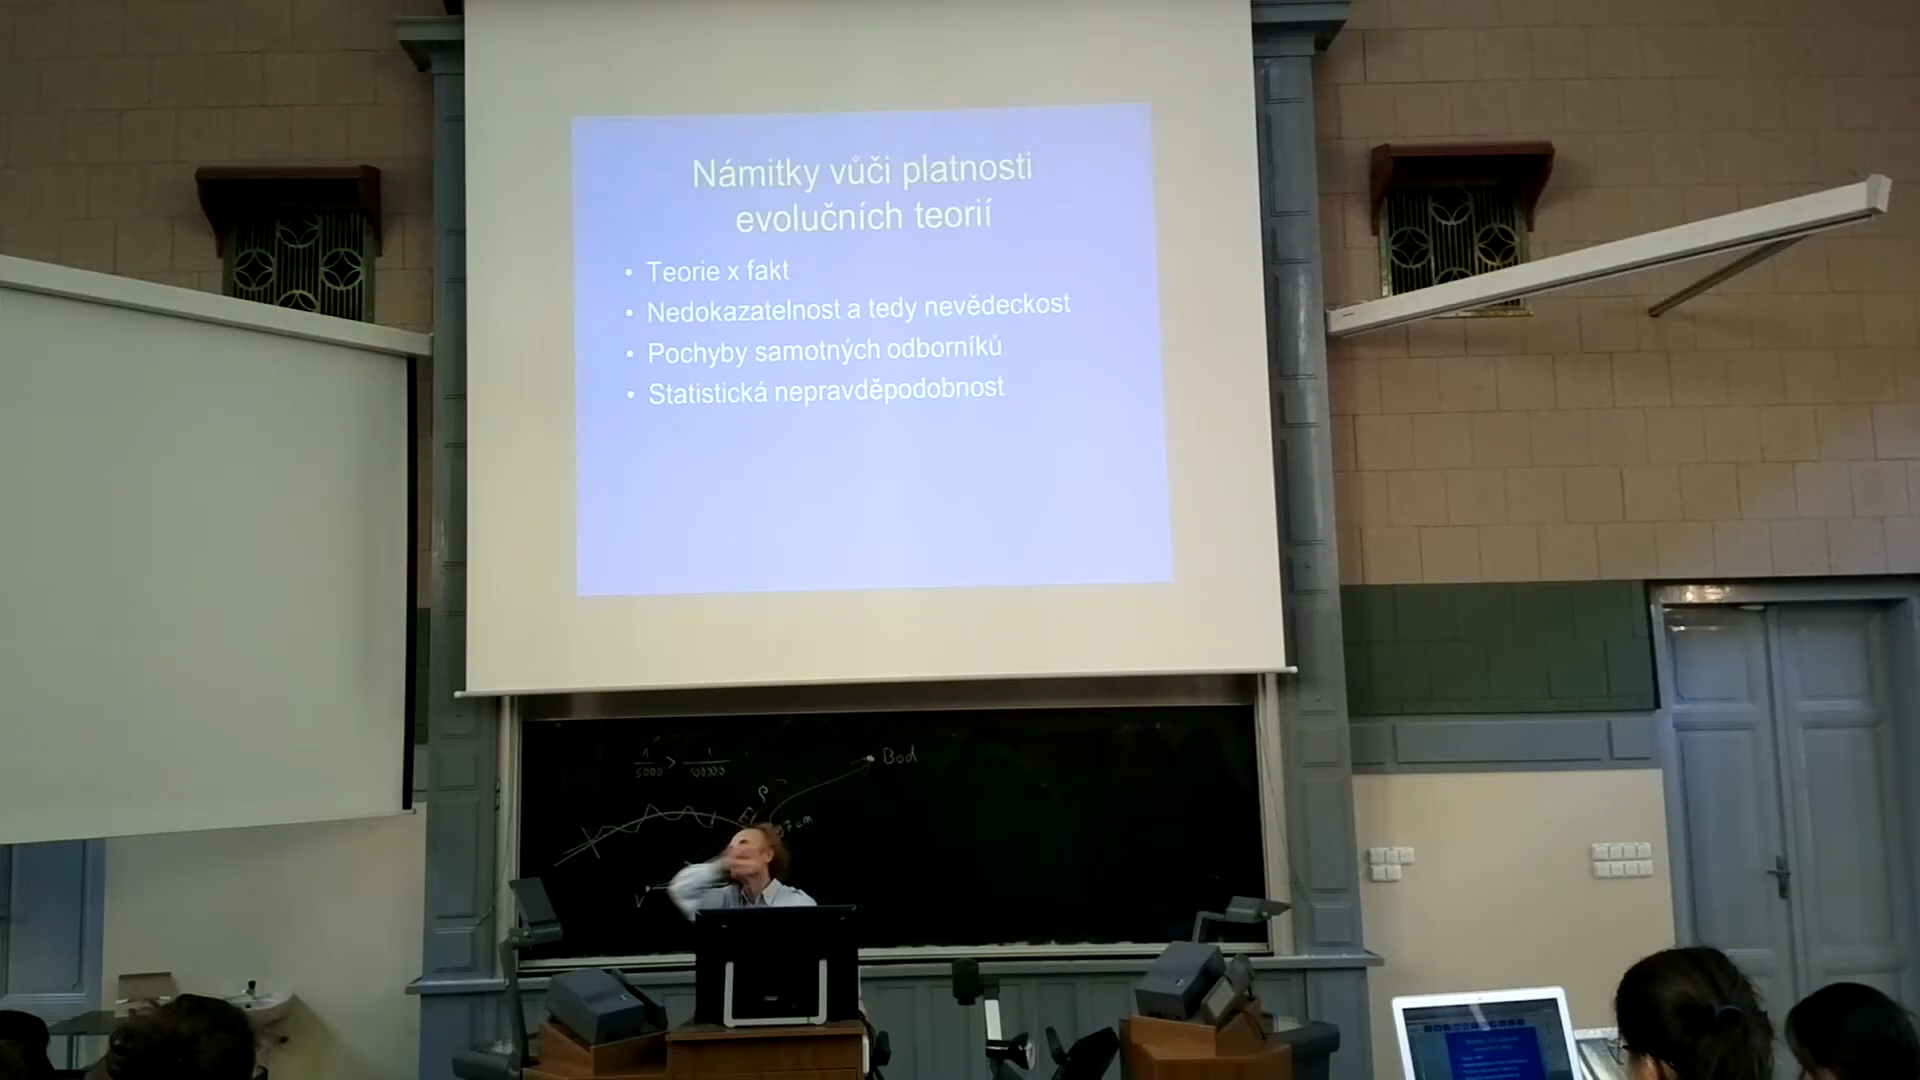 Námitky vůči platnosti
evolučních teorií
• Teorie x fakt
• Nedokazatelnost a tedy nevědeckost
• Pochyby samotných odborníků
• Statistická nepravděpodobnost
Bod
V